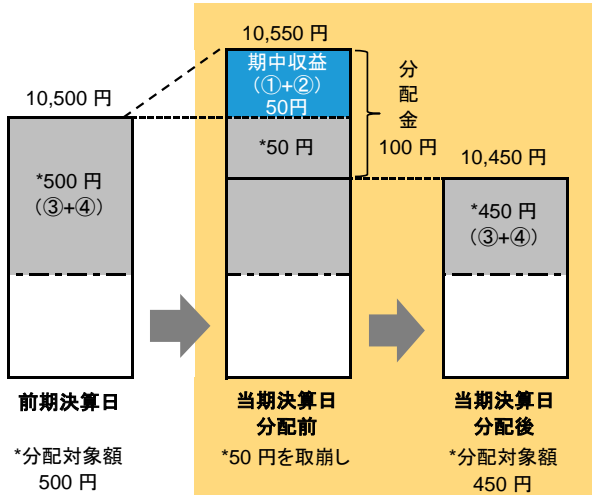 10,500 円
*500 円
(③+④)
前期決算日
*分配対象額
500 円
10,550 円
期中収益
(①+②)
50円
*50 円
分
配
金
100 円
当期決算日
分配前
*50 円を取崩し
10,450 円
*450 円
(③+④)
当期決算日
分配後
*分配対象額
450 円